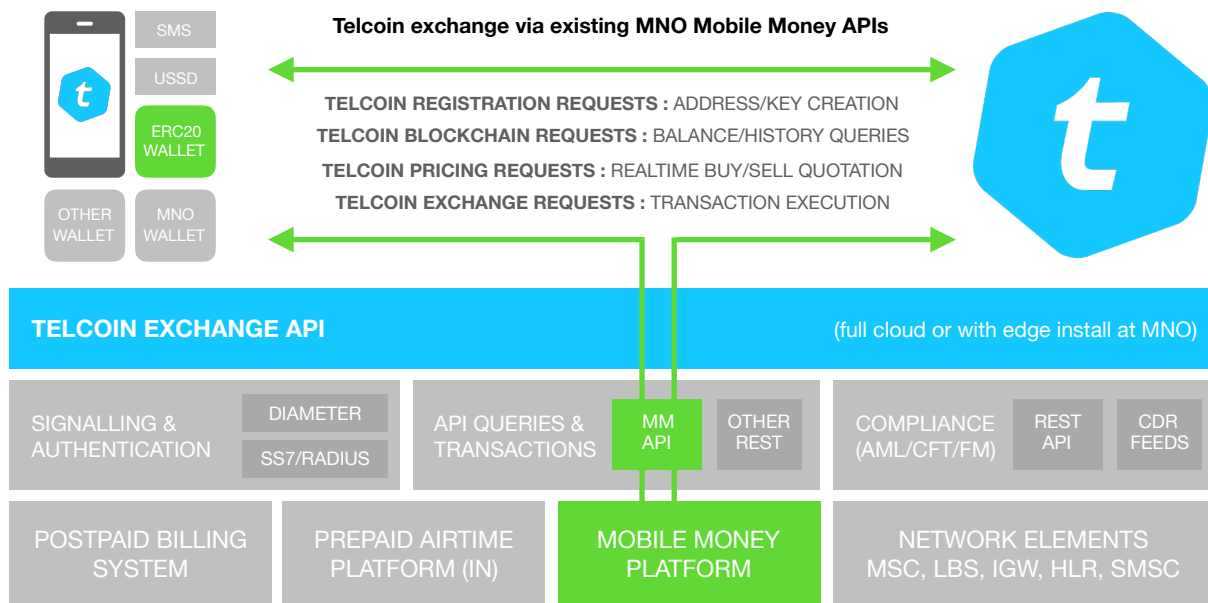 Telcoin exchange via existing MNO Mobile Money APIs
SMS
USSD
ERC20
WALLET
OTHER
WALLET
MNO
WALLET
t
TELCOIN REGISTRATION REQUESTS : ADDRESS/KEY CREATION
TELCOIN BLOCKCHAIN REQUESTS : BALANCE/HISTORY QUERIES
TELCOIN PRICING REQUESTS : REALTIME BUY/SELL QUOTATION
TELCOIN EXCHANGE REQUESTS : TRANSACTION EXECUTION
t
TELCOIN EXCHANGE API
(full cloud or with edge install at MNO)
SIGNALLING &
AUTHENTICATION
DIAMETER
SS7/RADIUS
API QUERIES &
TRANSACTIONS
MM
API
OTHER
REST
COMPLIANCE
(AML/CFT/FM)
REST
API
CDR
FEEDS
POSTPAID BILLING
SYSTEM
PREPAID AIRTIME
PLATFORM (IN)
MOBILE MONEY
PLATFORM
NETWORK ELEMENTS
MSC, LBS, IGW, HLR, SMSC